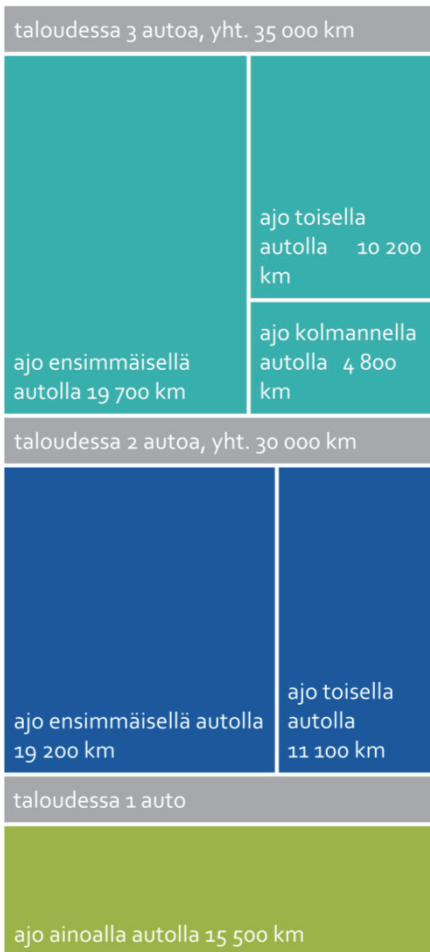 taloudessa 3 autoa, yht. 35 000 km
ajo ensimmäisellä
autolla 19 700 km
ajo toisella
autolla 10 200
km
ajo kolmannella
autolla 4 800
km
taloudessa 2 autoa, yht. 30 000 km
ajo ensimmäisellä autolla
19 200 km
ajo toisella
autolla
11 100 km
taloudessa 1 auto
ajo ainoalla autolla 15 500 km